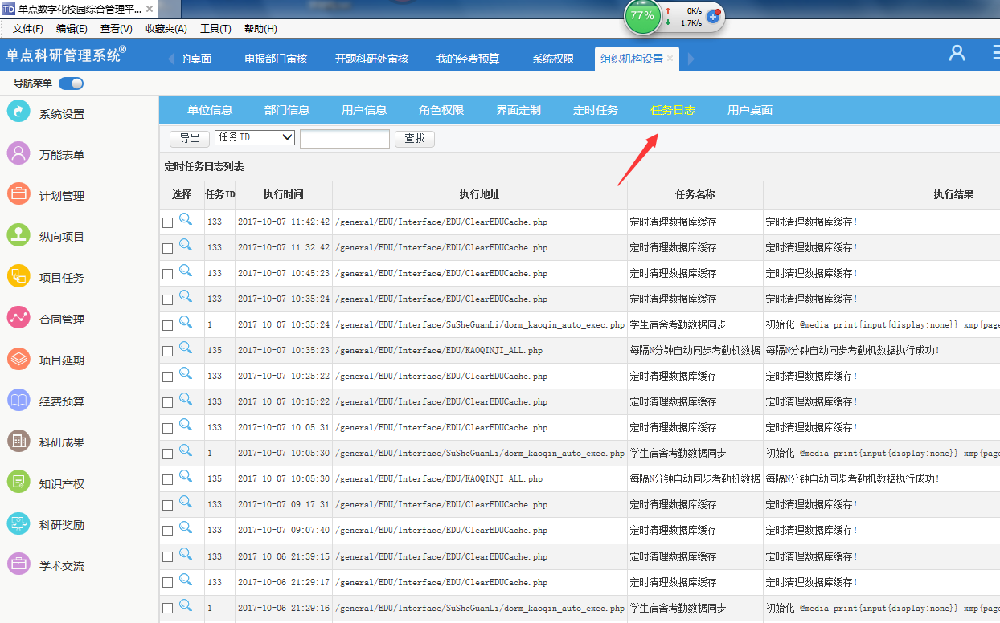 TD 单点数字化校园综合管理平...
77%
0K/s
1.7K/s
文件(F) 编辑(E) 查看(V) 收藏夹(A) 工具(T) 帮助(H)
单点科研管理系统®
桌面 申报部门审核 开题科研处审核 我的经费预算 系统权限 组织机构设置
导航菜单
系统设置
万能表单
计划管理
纵向项目
项目任务
合同管理
项目延期
经费预算
科研成果
知识产权
科研奖励
学术交流
单位信息 部门信息 用户信息 角色权限 界面定制 定时任务 任务日志 用户桌面
导出 任务ID 查找
定时任务日志列表
选择 任务ID 执行时间 执行地址 任务名称 执行结果
133 2017-10-07 11:42:42 /general/EDU/Interface/EDU/ClearEDUCache.php 定时清理数据库缓存 定时清理数据库缓存!
133 2017-10-07 11:32:42 /general/EDU/Interface/EDU/ClearEDUCache.php 定时清理数据库缓存 定时清理数据库缓存!
133 2017-10-07 10:45:23 /general/EDU/Interface/EDU/ClearEDUCache.php 定时清理数据库缓存 定时清理数据库缓存!
133 2017-10-07 10:35:24 /general/EDU/Interface/EDU/ClearEDUCache.php 定时清理数据库缓存 定时清理数据库缓存!
1 2017-10-07 10:35:24 /general/EDU/Interface/SuSheGuanLi/dorm_kaoqin_auto_exec.php 学生宿舍考勤数据同步 初始化 @media print{input{display:none}} xmp{page
135 2017-10-07 10:35:23 /general/EDU/Interface/EDU/KAOQINJI_ALL.php 每隔N分钟自动同步考勤机数据 每隔N分钟自动同步考勤机数据执行成功!
133 2017-10-07 10:25:22 /general/EDU/Interface/EDU/ClearEDUCache.php 定时清理数据库缓存 定时清理数据库缓存!
133 2017-10-07 10:15:22 /general/EDU/Interface/EDU/ClearEDUCache.php 定时清理数据库缓存 定时清理数据库缓存!
133 2017-10-07 10:05:31 /general/EDU/Interface/EDU/ClearEDUCache.php 定时清理数据库缓存 定时清理数据库缓存!
1 2017-10-07 10:05:30 /general/EDU/Interface/SuSheGuanLi/dorm_kaoqin_auto_exec.php 学生宿舍考勤数据同步 初始化 @media print{input{display:none}} xmp{page
135 2017-10-07 10:05:30 /general/EDU/Interface/EDU/KAOQINJI_ALL.php 每隔N分钟自动同步考勤机数据 每隔N分钟自动同步考勤机数据执行成功!
133 2017-10-07 09:17:31 /general/EDU/Interface/EDU/ClearEDUCache.php 定时清理数据库缓存 定时清理数据库缓存!
133 2017-10-07 09:07:40 /general/EDU/Interface/EDU/ClearEDUCache.php 定时清理数据库缓存 定时清理数据库缓存!
133 2017-10-06 21:39:15 /general/EDU/Interface/EDU/ClearEDUCache.php 定时清理数据库缓存 定时清理数据库缓存!
133 2017-10-06 21:29:17 /general/EDU/Interface/EDU/ClearEDUCache.php 定时清理数据库缓存 定时清理数据库缓存!
1 2017-10-06 21:29:16 /general/EDU/Interface/SuSheGuanLi/dorm_kaoqin_auto_exec.php 学生宿舍考勤数据同步 初始化 @media print{input{display:none}} xmp{page